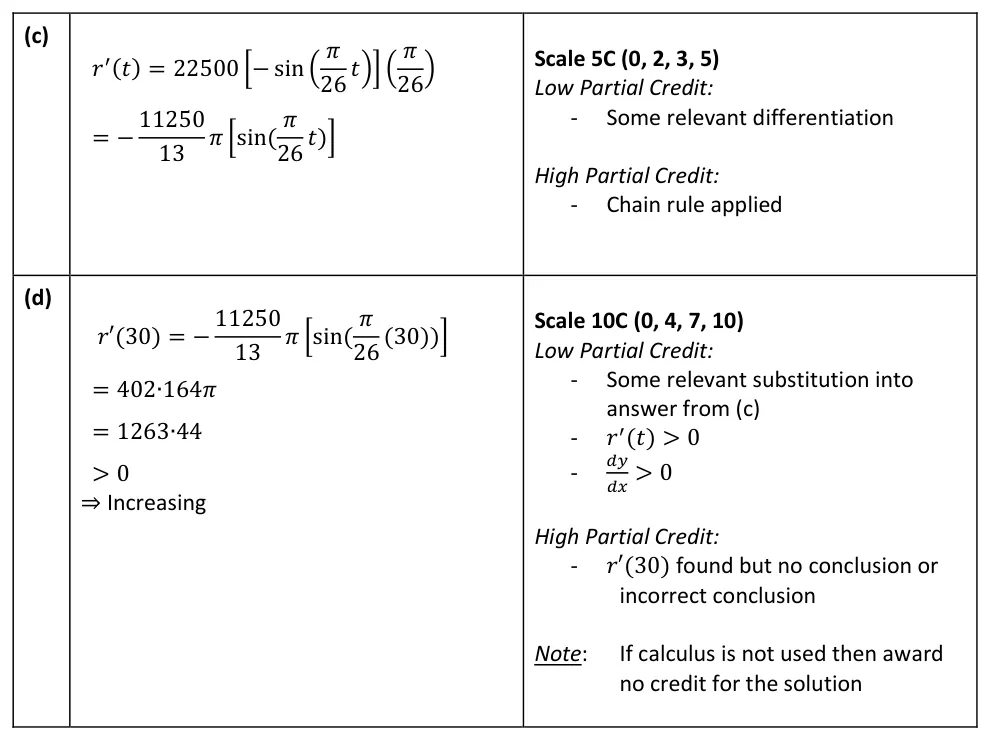 (c)
r′(t) = 22500 [− sin (π/26 t)] (π/26)
= − 11250/13 π [sin(π/26 t)]
Scale 5C (0, 2, 3, 5)
Low Partial Credit:
- Some relevant differentiation
High Partial Credit:
- Chain rule applied
(d)
r′(30) = − 11250/13 π [sin(π/26 (30))]
= 402·164π
= 1263·44
> 0
⇒ Increasing
Scale 10C (0, 4, 7, 10)
Low Partial Credit:
- Some relevant substitution into
answer from (c)
- r′(t) > 0
- dy/dx > 0
High Partial Credit:
- r′(30) found but no conclusion or
incorrect conclusion
Note: If calculus is not used then award
no credit for the solution